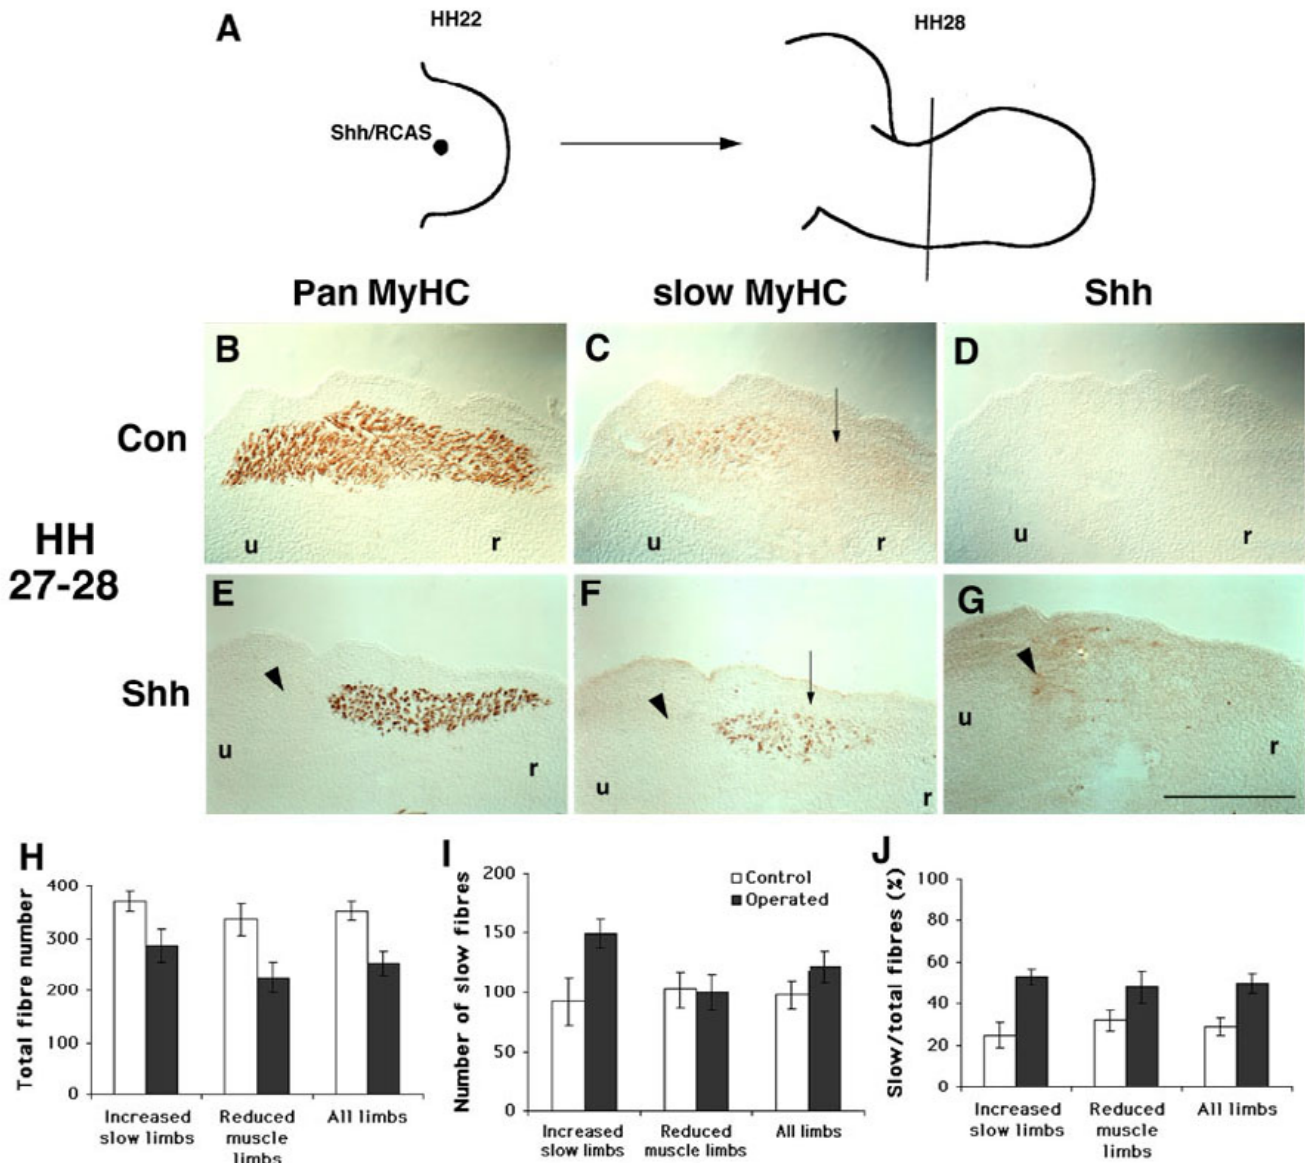 A
HH22
HH28
Shh/RCAS
Pan MyHC
slow MyHC
Shh
Con
HH
27-28
Shh
B
u
r
C
u
r
D
u
r
E
u
r
F
u
r
G
u
r
H
Total fibre number
400
300
200
100
0
Increased
slow limbs
Reduced
muscle
limbs
All limbs
I
Number of slow fibres
200
150
100
50
0
Control
Operated
Increased
slow limbs
Reduced
muscle limbs
All limbs
J
Slow/total fibres (%)
100
80
60
40
20
0
Increased
slow limbs
Reduced
muscle
limbs
All limbs